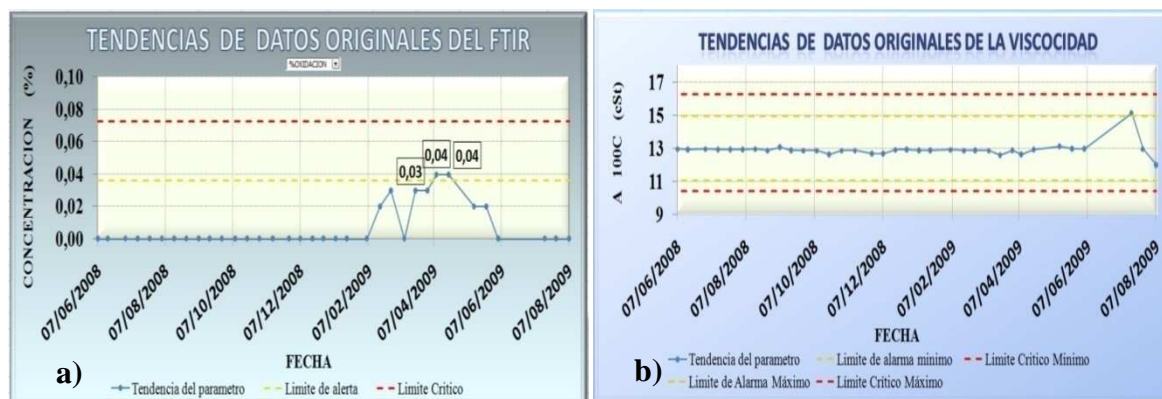 TENDENCIAS DE DATOS ORIGINALES DEL FTIR
%OXIDACION
CONCENTRACION (%)
0,10
0,08
0,06
0,04
0,02
0,00
0,03
0,04
0,04
07/06/2008
07/08/2008
07/10/2008
07/12/2008
07/02/2009
07/04/2009
07/06/2009
07/08/2009
FECHA
Tendencia del parametro Limite de alerta Limite Critico
a)
TENDENCIAS DE DATOS ORIGINALES DE LA VISCOCIDAD
A 100C (cSt)
17
15
13
11
9
07/06/2008
07/08/2008
07/10/2008
07/12/2008
07/02/2009
07/04/2009
07/06/2009
07/08/2009
FECHA
Tendencia del parametro Limite de alarma minimo Limite Critico Minimo
Limite de Alarma Máximo Limite Crítico Máximo
b)